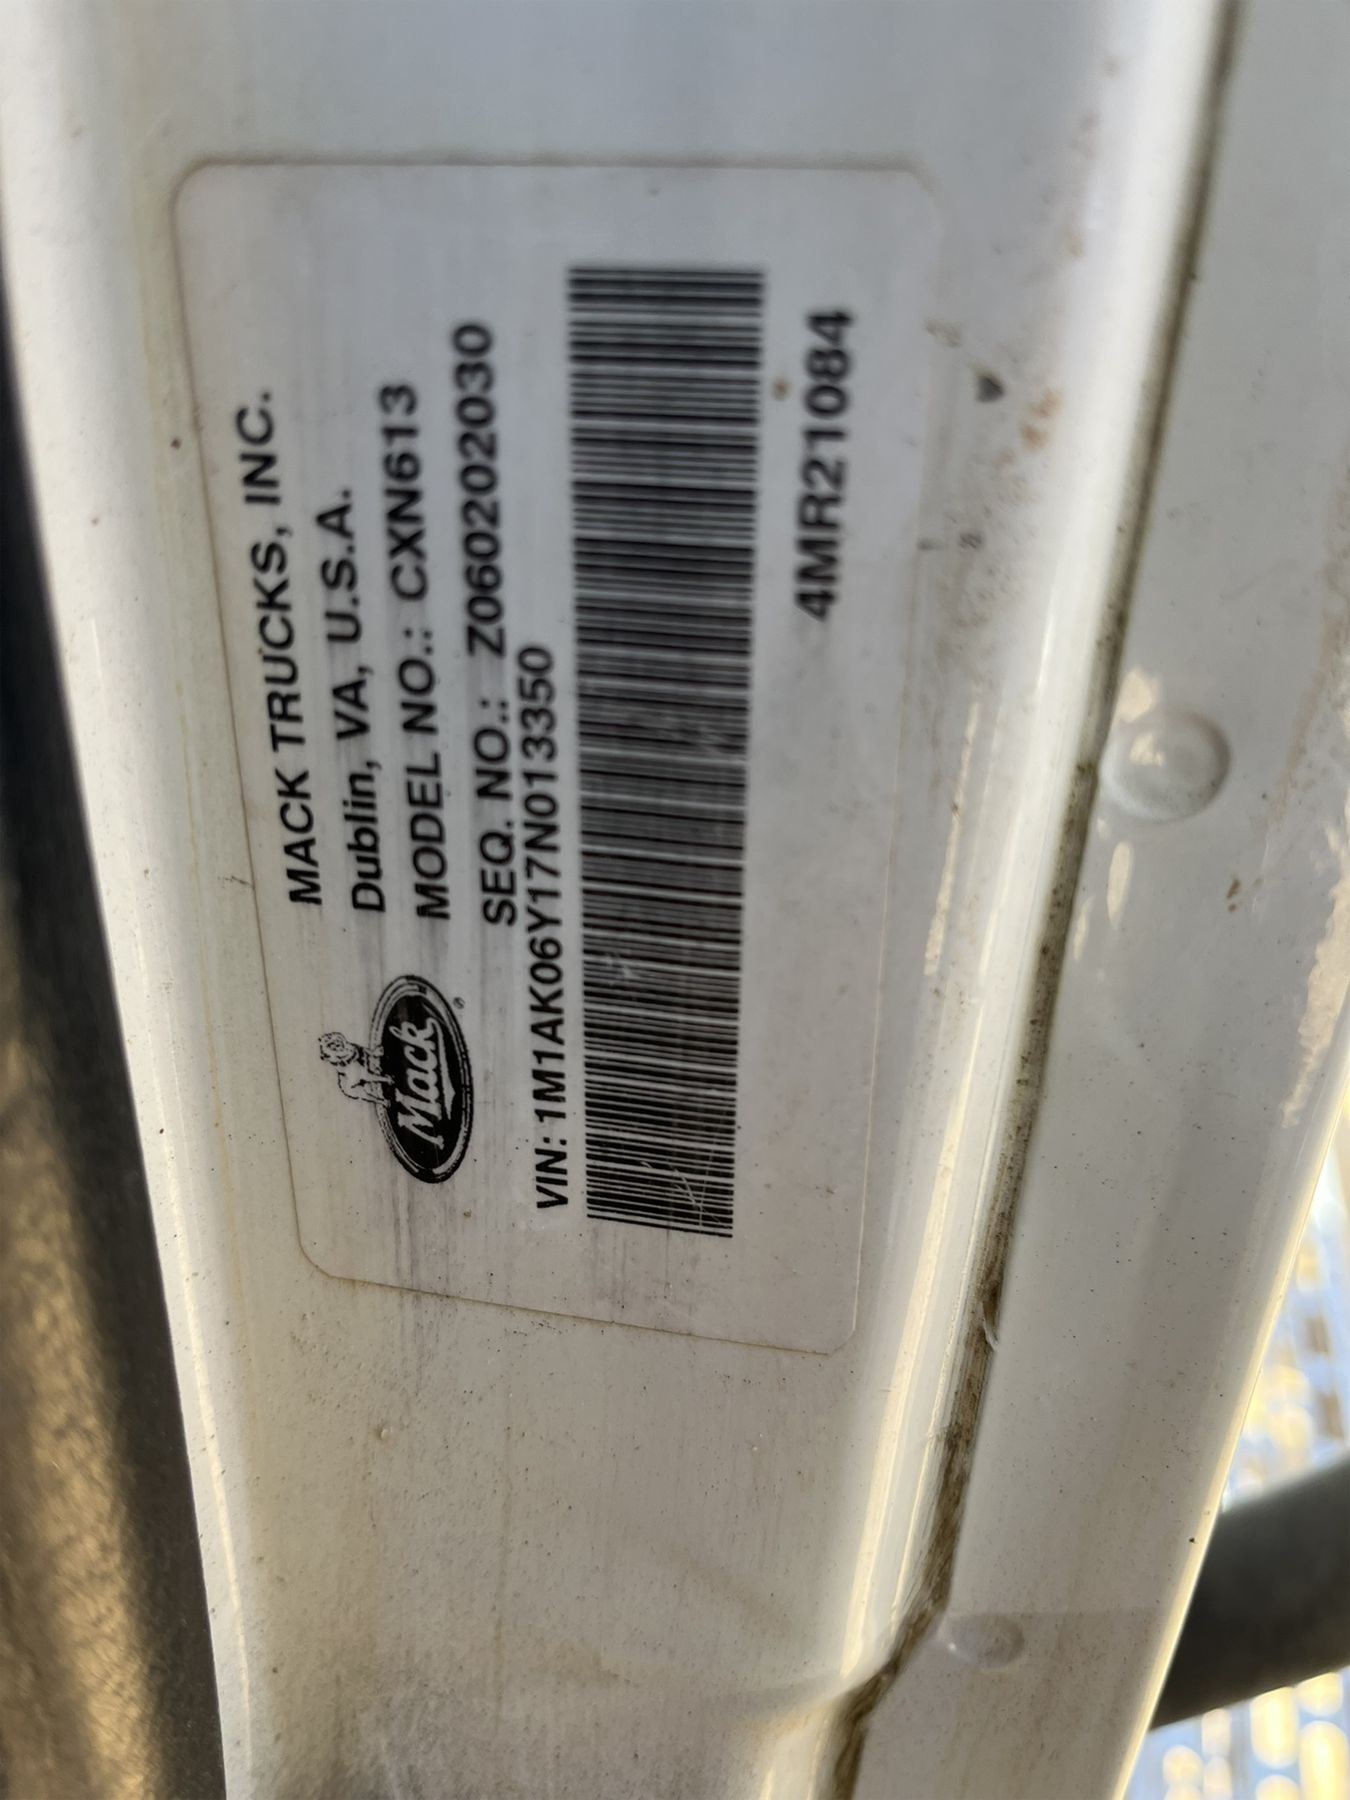 MACK TRUCKS, INC.
Dublin, VA, U.S.A.
MODEL NO.: CXN613
SEQ. NO.: Z060202030
Mack®
VIN: 1M1AK06Y17N013350
4MR21084